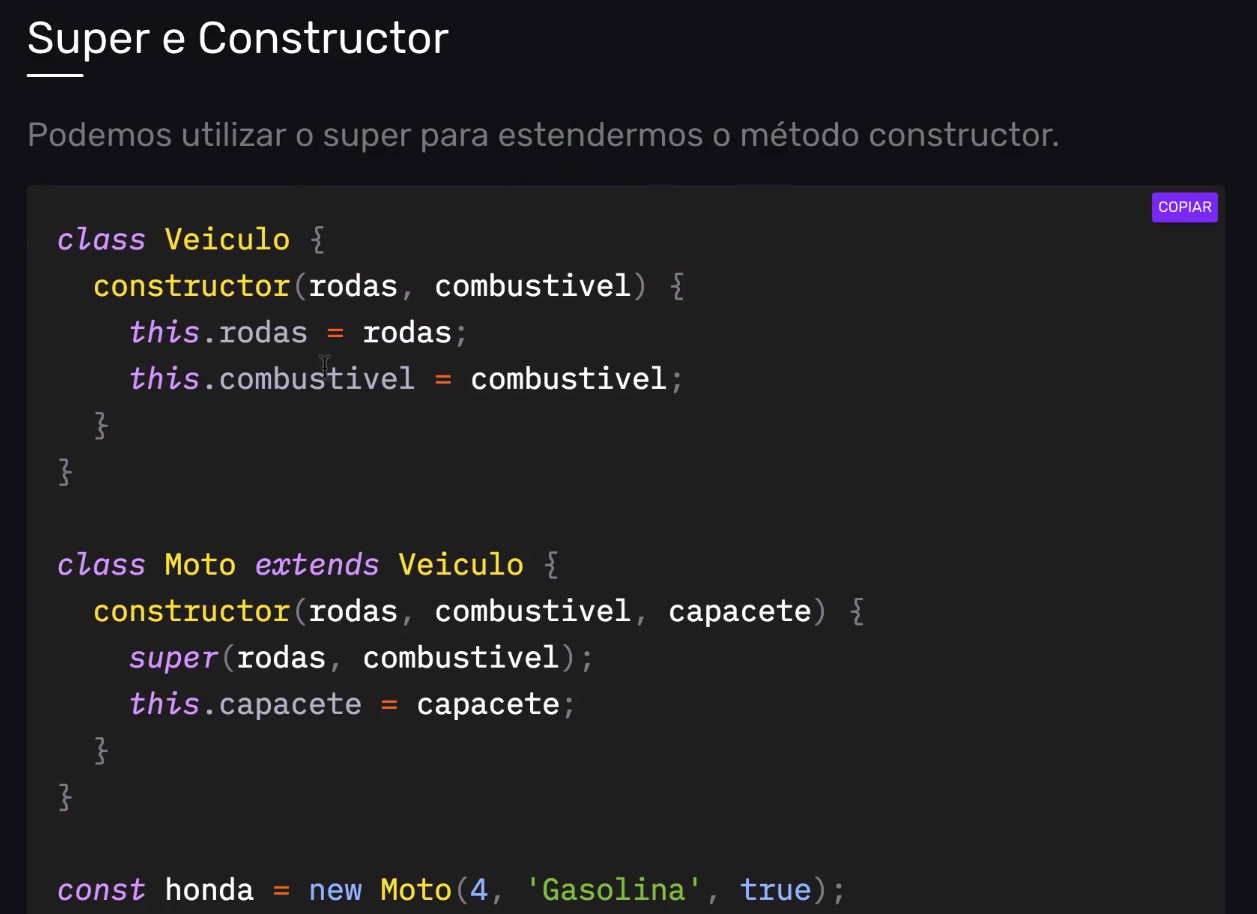 Super e Constructor
Podemos utilizar o super para estendermos o método constructor.
COPIAR
class Veiculo {
  constructor(rodas, combustivel) {
    this.rodas = rodas;
    this.combustivel = combustivel;
  }
}
class Moto extends Veiculo {
  constructor(rodas, combustivel, capacete) {
    super(rodas, combustivel);
    this.capacete = capacete;
  }
}
const honda = new Moto(4, 'Gasolina', true);